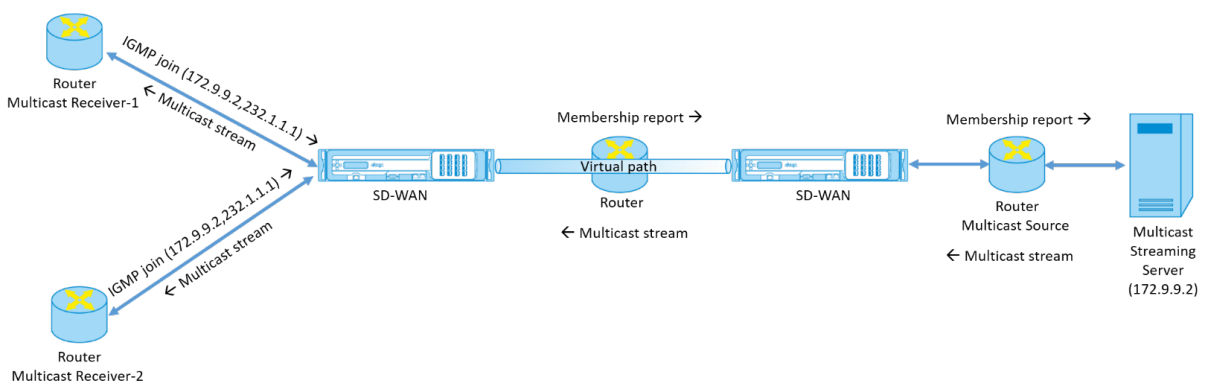 Router
Multicast Receiver-1
IGMP join (172.9.9.2,232.1.1.1) →
← Multicast stream
IGMP join (172.9.9.2,232.1.1.1) →
← Multicast stream
Router
Multicast Receiver-2
SD-WAN
Membership report →
Virtual path
Router
← Multicast stream
SD-WAN
Membership report →
Router
Multicast Source
← Multicast stream
Multicast
Streaming
Server
(172.9.9.2)